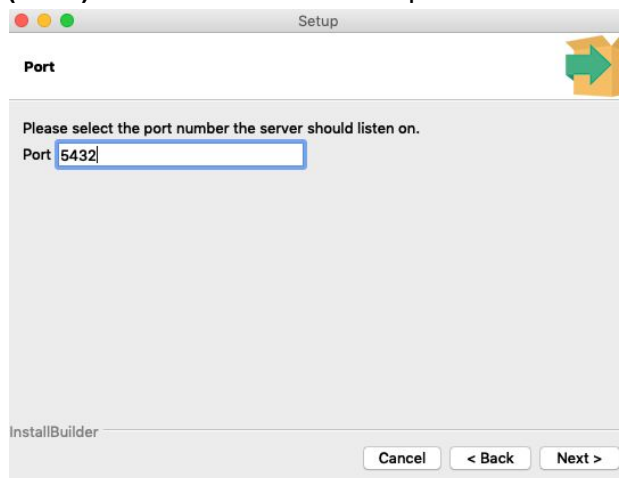 Setup
Port
Please select the port number the server should listen on.
Port 5432
InstallBuilder
Cancel < Back Next >